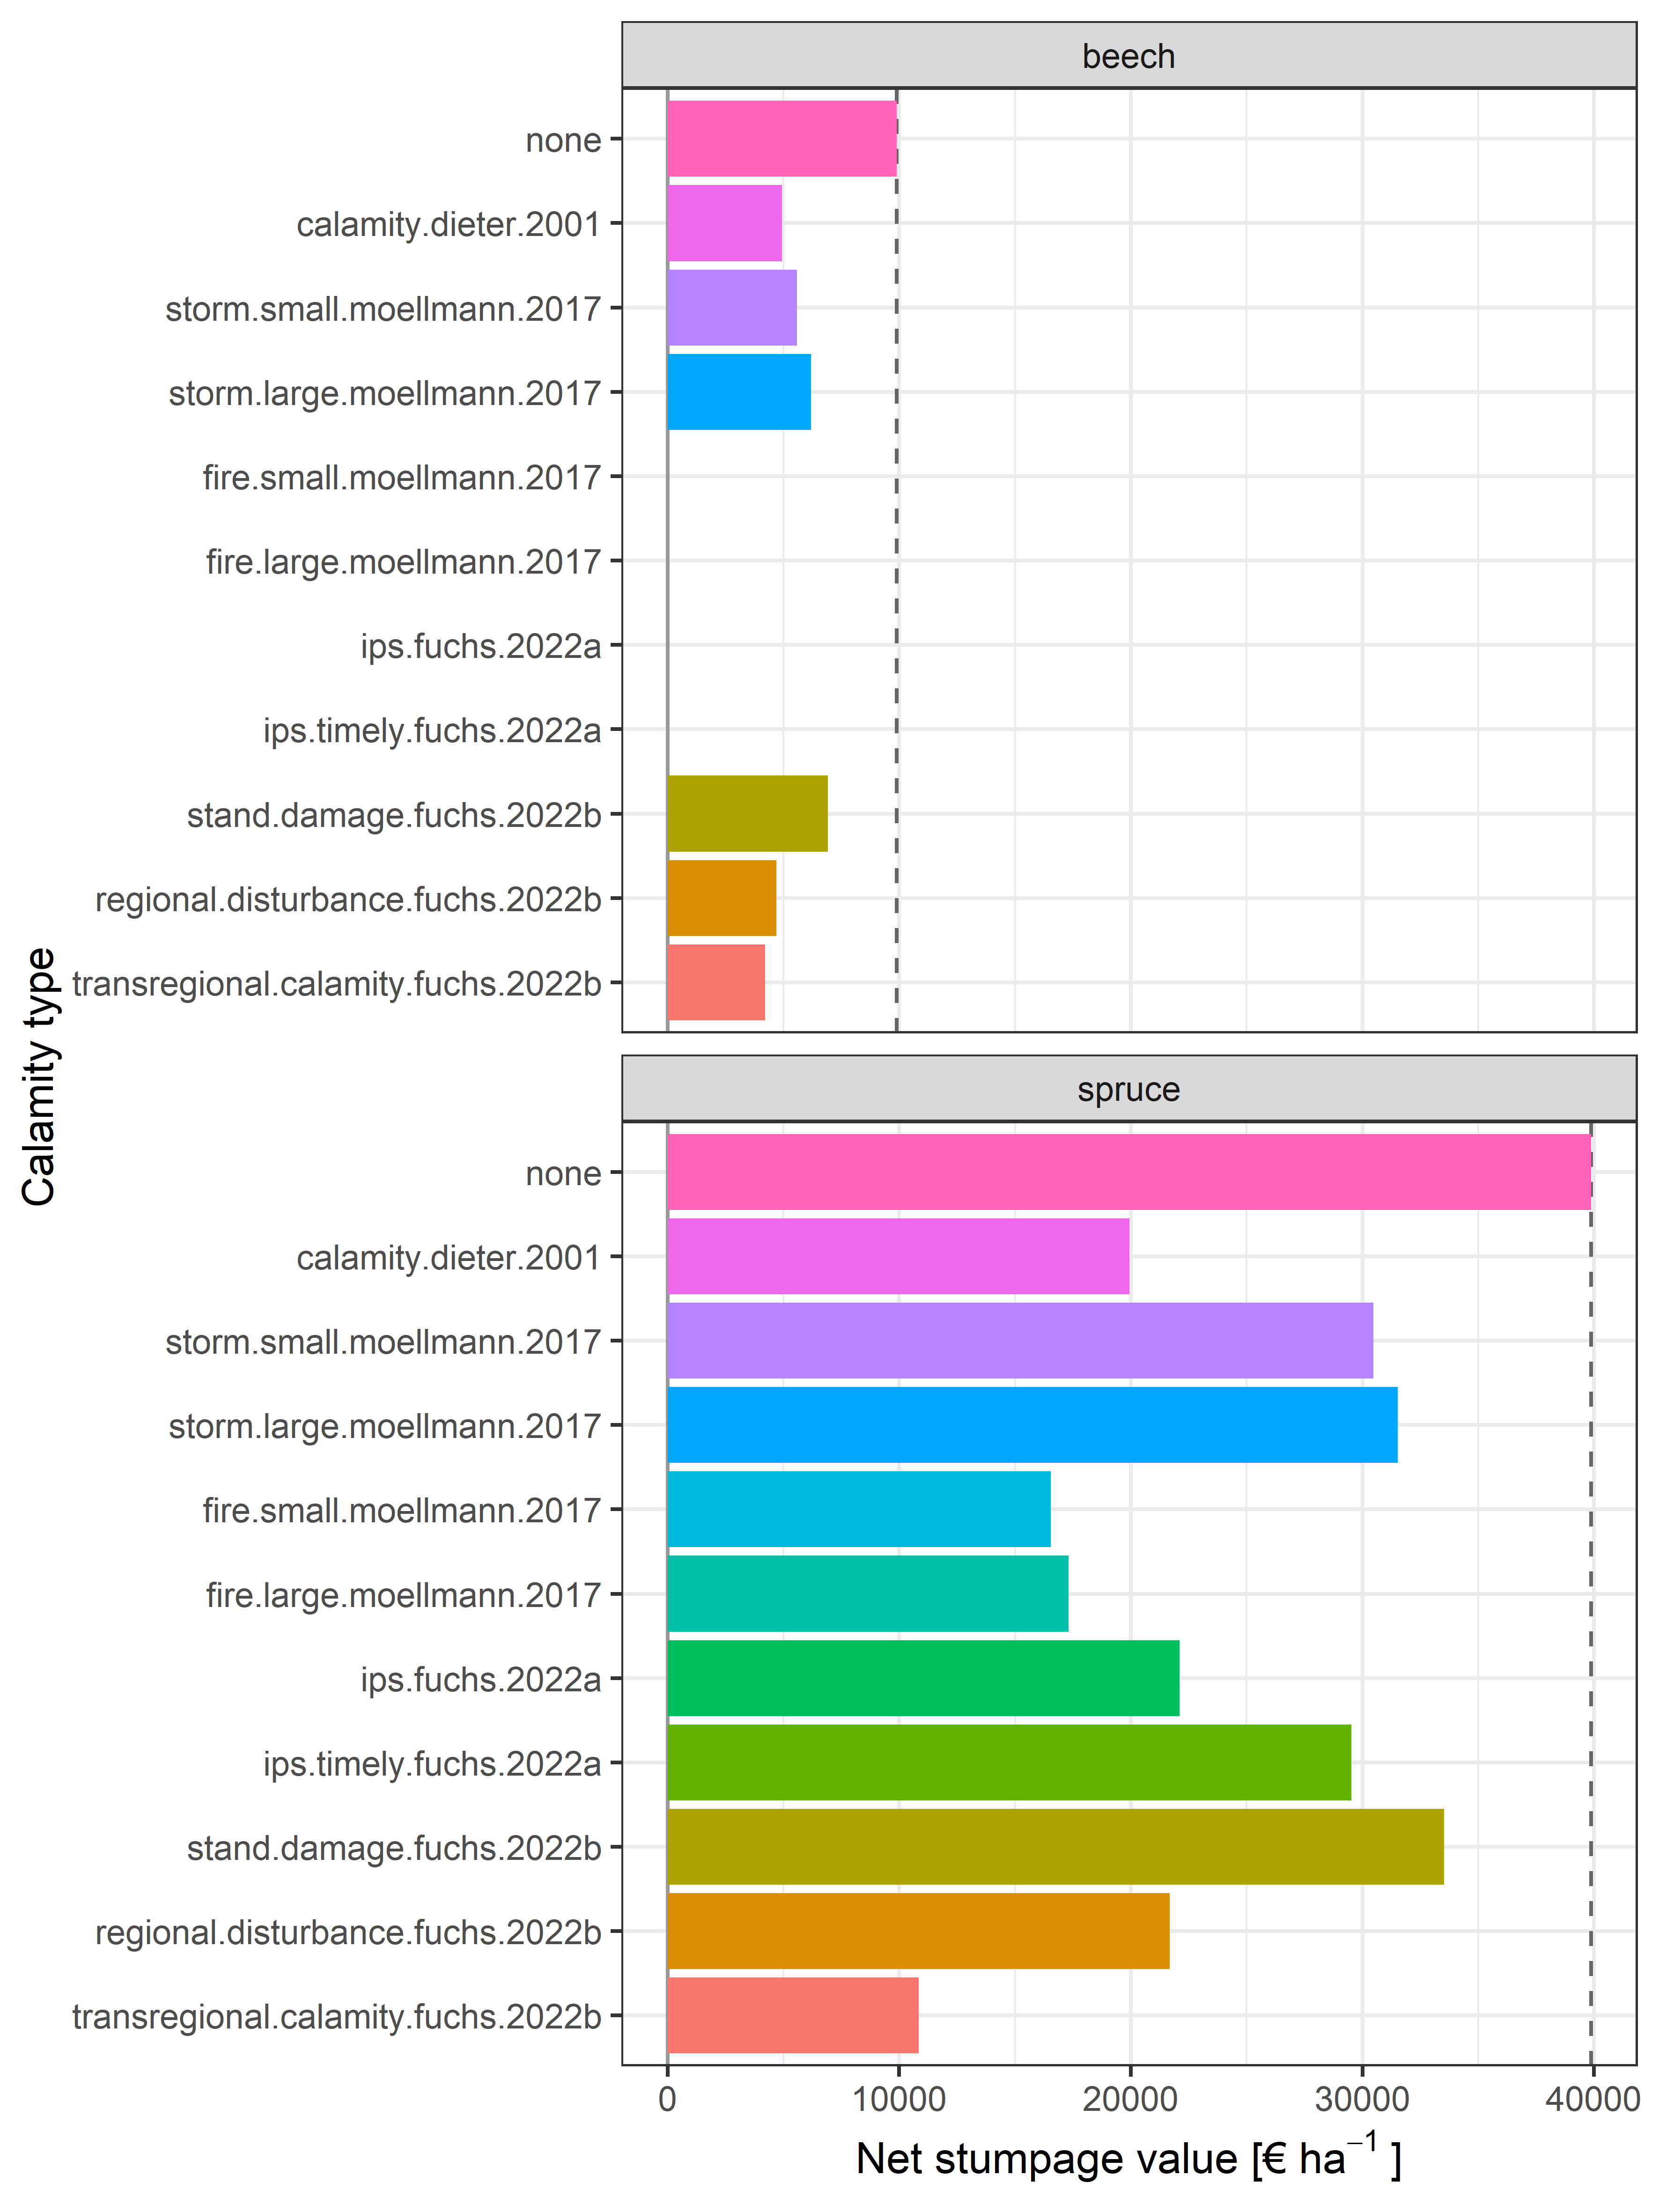 beech
none
calamity.dieter.2001
storm.small.moellmann.2017
storm.large.moellmann.2017
fire.small.moellmann.2017
fire.large.moellmann.2017
ips.fuchs.2022a
ips.timely.fuchs.2022a
stand.damage.fuchs.2022b
regional.disturbance.fuchs.2022b
transregional.calamity.fuchs.2022b
Calamity type
spruce
none
calamity.dieter.2001
storm.small.moellmann.2017
storm.large.moellmann.2017
fire.small.moellmann.2017
fire.large.moellmann.2017
ips.fuchs.2022a
ips.timely.fuchs.2022a
stand.damage.fuchs.2022b
regional.disturbance.fuchs.2022b
transregional.calamity.fuchs.2022b
0 10000 20000 30000 40000
Net stumpage value [€ ha⁻¹ ]